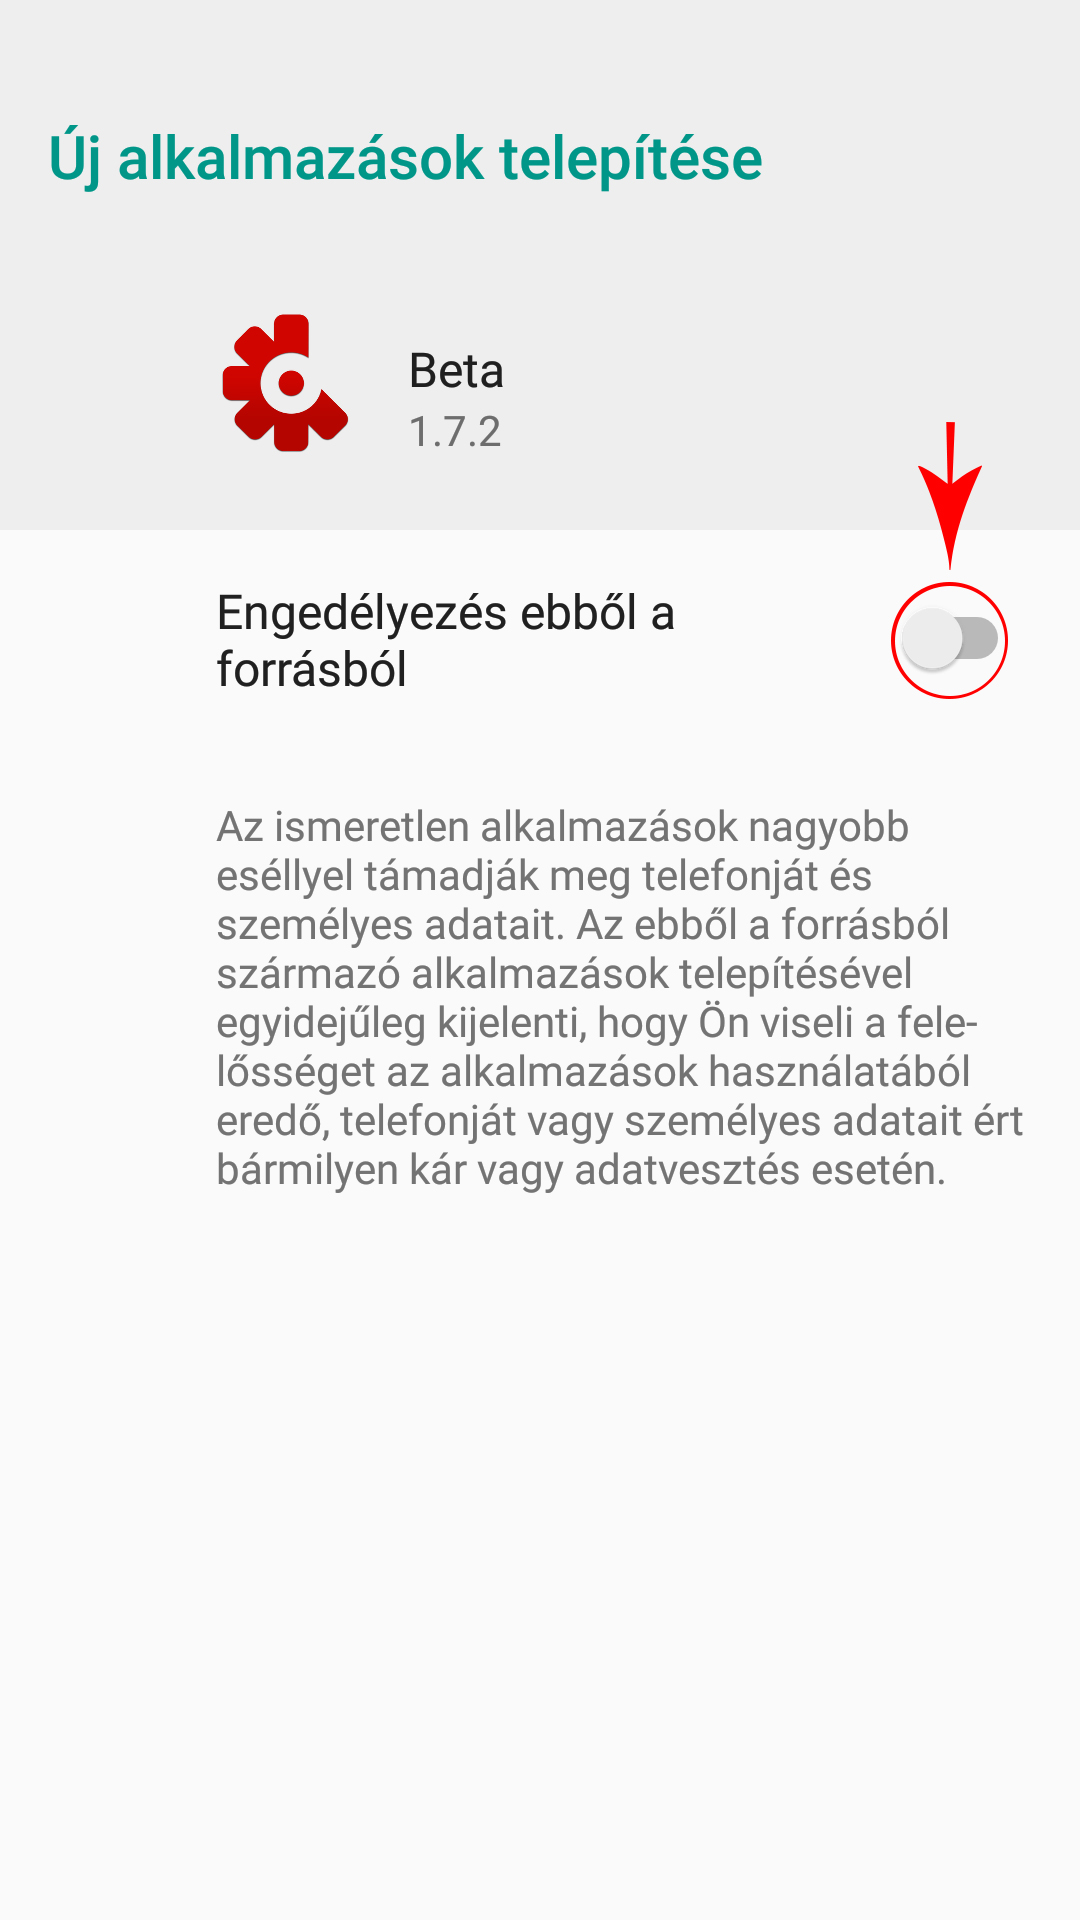 Új alkalmazások telepítése
Beta
1.7.2
Engedélyezés ebből a
forrásból
Az ismeretlen alkalmazások nagyobb
eséllyel támadják meg telefonját és
személyes adatait. Az ebből a forrásból
származó alkalmazások telepítésével
egyidejűleg kijelenti, hogy Ön viseli a fele-
lősséget az alkalmazások használatából
eredő, telefonját vagy személyes adatait ért
bármilyen kár vagy adatvesztés esetén.